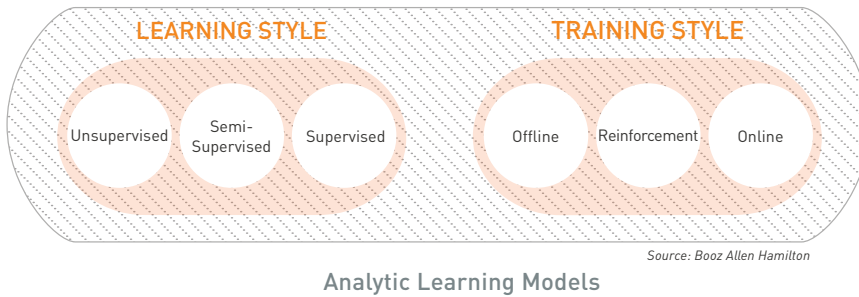 LEARNING STYLE
TRAINING STYLE
Unsupervised
Semi-
Supervised
Supervised
Offline
Reinforcement
Online
Source: Booz Allen Hamilton
Analytic Learning Models